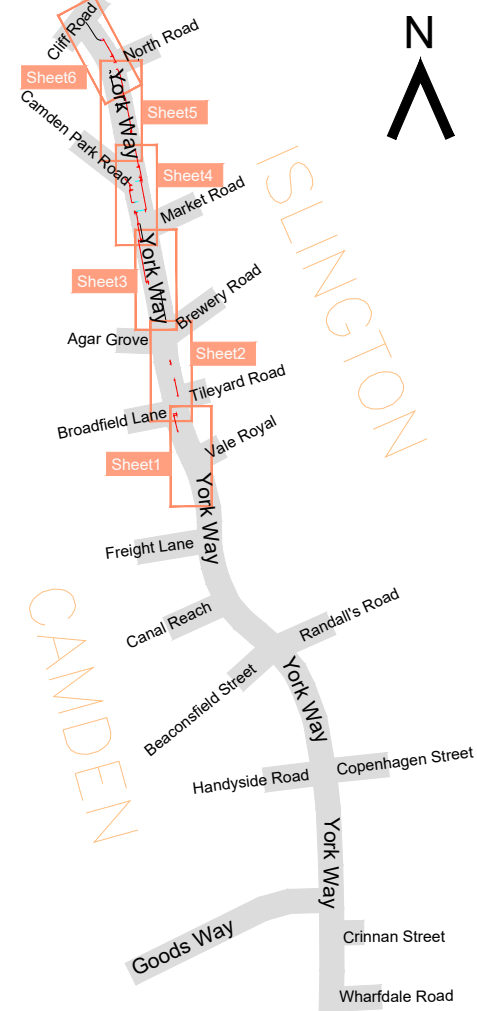 N
Cliff Road
North Road
Sheet6
York Way
Sheet5
Camden Park Road
Sheet4
Market Road
ISLINGTON
York Way
Sheet3
Brewery Road
Agar Grove
Sheet2
Tileyard Road
Broadfield Lane
Vale Royal
Sheet1
York Way
Freight Lane
CAMDEN
Canal Reach
Randall's Road
Beaconsfield Street
York Way
Copenhagen Street
Handyside Road
York Way
Goods Way
Crinnan Street
Wharfdale Road